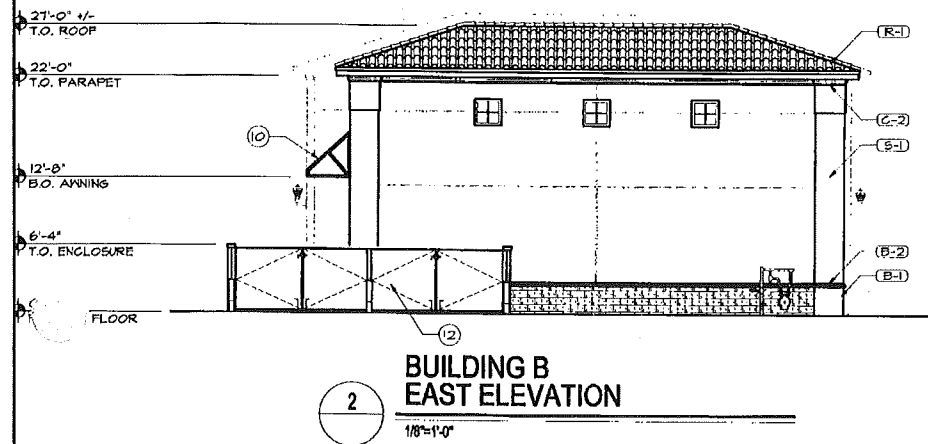 27'-0" +/-
T.O. ROOF
R-1
22'-0"
T.O. PARAPET
C-2
10
S-1
12'-8"
B.O. AWNING
6'-4"
T.O. ENCLOSURE
B-2
B-1
FLOOR
12
BUILDING B
2
EAST ELEVATION
1/8"=1'-0"